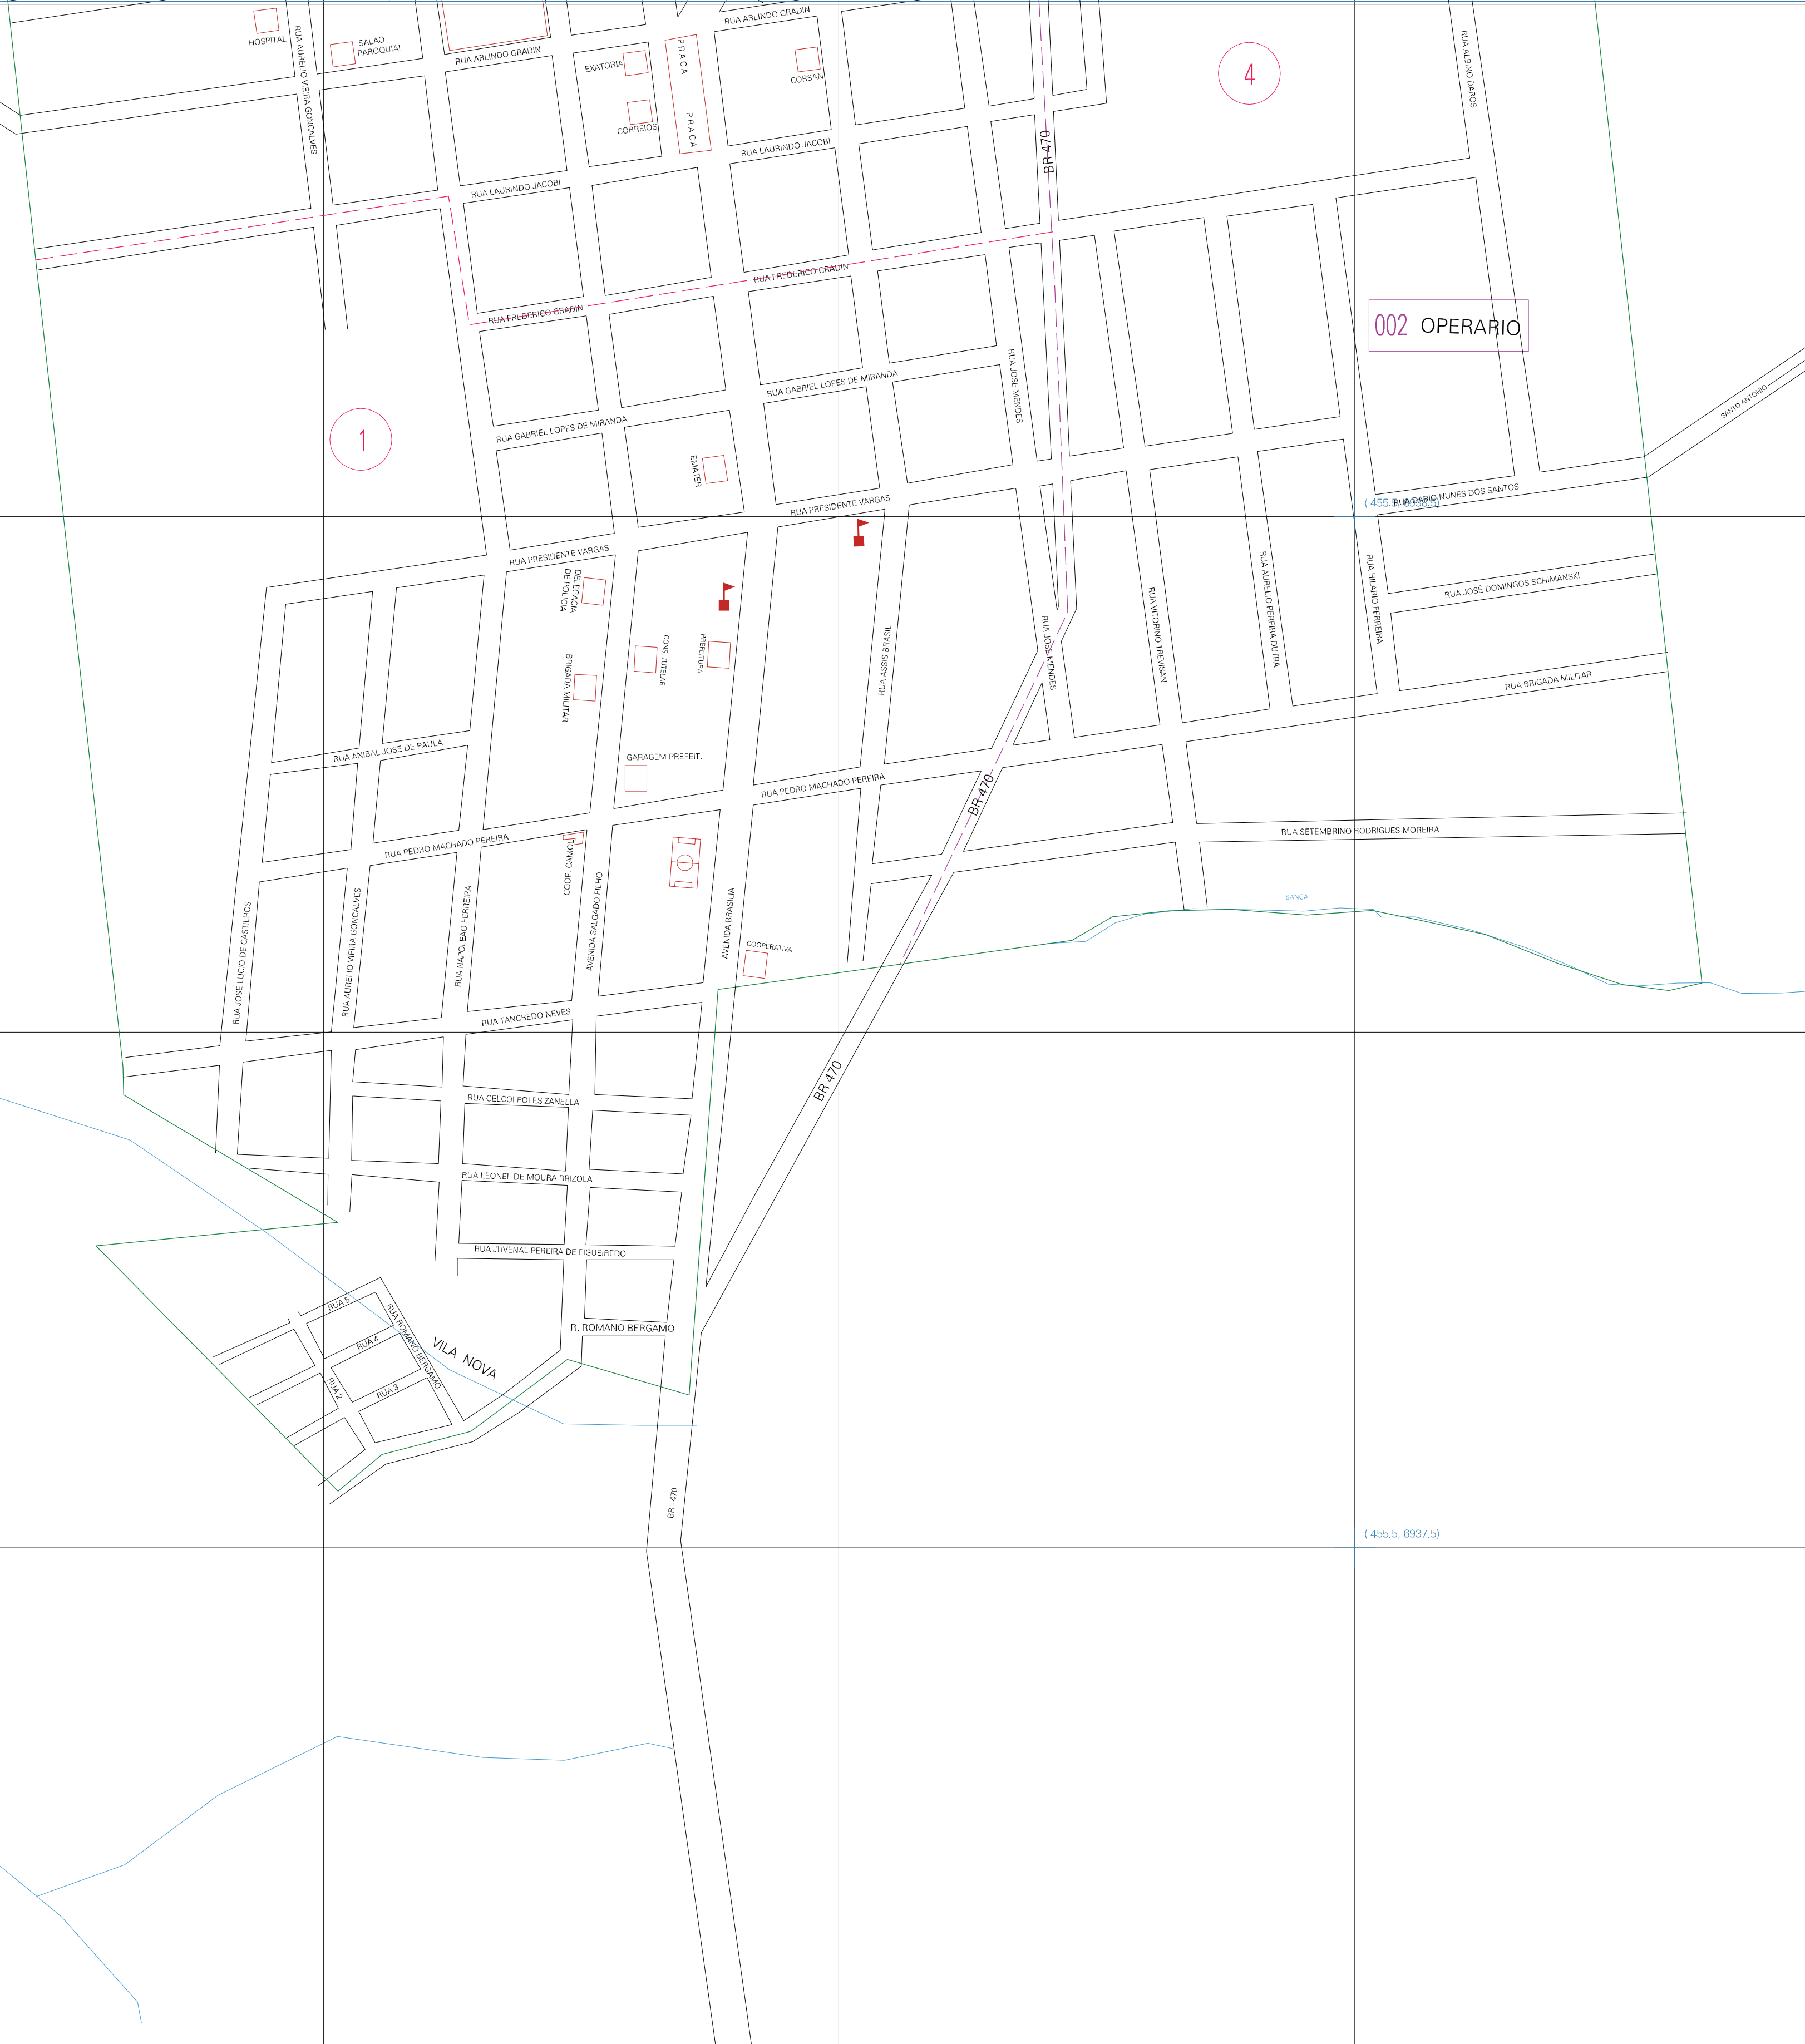 RUA ARLINDO GRADIN
RUA AURELIO VIEIRA GONCALVES
HOSPITAL
SALAO
PAROQUIAL
RUA ARLINDO GRADIN
EXATORIA
PRACA
CORSAN
4
RUA ALBINO DAROS
CORREIOS
PRACA
BR 470
RUA LAURINDO JACOBI
RUA LAURINDO JACOBI
RUA FREDERICO GRADIN
RUA FREDERICO GRADIN
002 OPERARIO
RUA JOSE MENDES
RUA GABRIEL LOPES DE MIRANDA
SANTO ANTONIO
1
RUA GABRIEL LOPES DE MIRANDA
EMATER
RUA PRESIDENTE VARGAS
RUA DARIO NUNES DOS SANTOS
( 455.5, 6938.5)
RUA PRESIDENTE VARGAS
DELEGACIA
DE POLICIA
RUA VITORINO TREVISAN
RUA AURELIO PEREIRA DUTRA
RUA HILARIO FERREIRA
RUA JOSÉ DOMINGOS SCHIMANSKI
CONS. TUTELAR
PREFEITURA
RUA ASSIS BRASIL
RUA JOSE MENDES
BRIGADA MILITAR
RUA BRIGADA MILITAR
RUA ANIBAL JOSE DE PAULA
GARAGEM PREFEIT.
RUA PEDRO MACHADO PEREIRA
BR 470
RUA PEDRO MACHADO PEREIRA
RUA SETEMBRINO RODRIGUES MOREIRA
COOP. CAMOL
SANGA
RUA JOSE LUCIO DE CASTILHOS
RUA AURELIO VIEIRA GONCALVES
RUA NAPOLEAO FERREIRA
AVENIDA SALGADO FILHO
AVENIDA BRASILIA
COOPERATIVA
RUA TANCREDO NEVES
BR 470
RUA CELCOI POLES ZANELLA
RUA LEONEL DE MOURA BRIZOLA
RUA JUVENAL PEREIRA DE FIGUEIREDO
RUA 5
RUA ROMANO BERGAMO
R. ROMANO BERGAMO
RUA 4
VILA NOVA
RUA 2
RUA 3
BR - 470
( 455.5, 6937.5)